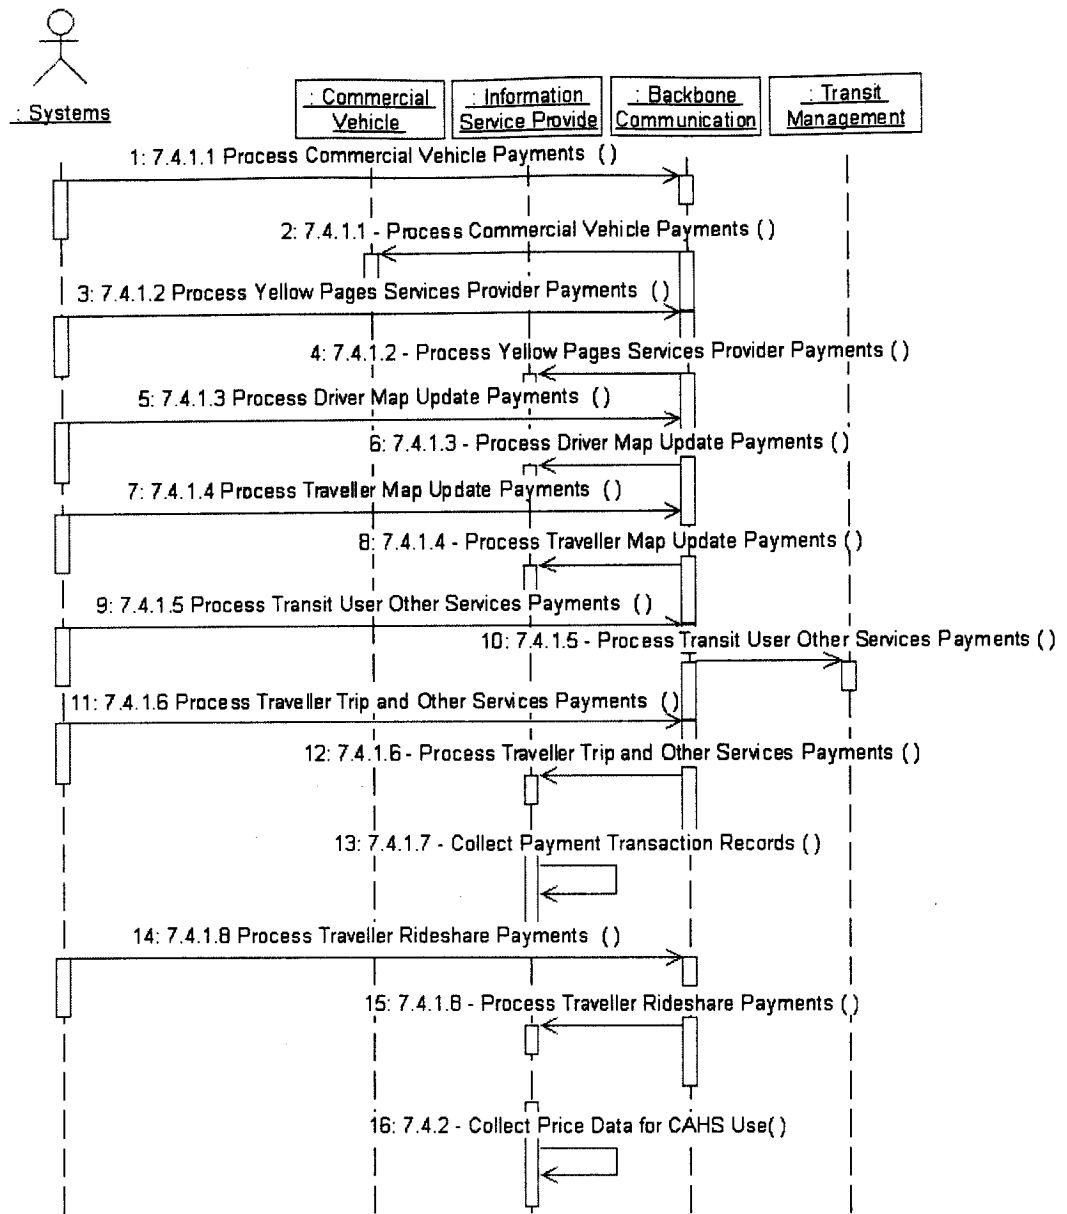 : Systems
: Commercial
Vehicle
: Information
Service Provide
: Backbone
Communication
: Transit
Management
1: 7.4.1.1 Process Commercial Vehicle Payments ()
2: 7.4.1.1 - Process Commercial Vehicle Payments ( )
3: 7.4.1.2 Process Yellow Pages Services Provider Payments ()
4: 7.4.1.2 - Process Yellow Pages Services Provider Payments ( )
5: 7.4.1.3 Process Driver Map Update Payments ()
6: 7.4.1.3 - Process Driver Map Update Payments ( )
7: 7.4.1.4 Process Traveller Map Update Payments ()
8: 7.4.1.4 - Process Traveller Map Update Payments ( )
9: 7.4.1.5 Process Transit User Other Services Payments ()
10: 7.4.1.5 - Process Transit User Other Services Payments ( )
11: 7.4.1.6 Process Traveller Trip and Other Services Payments ()
12: 7.4.1.6 - Process Traveller Trip and Other Services Payments ( )
13: 7.4.1.7 - Collect Payment Transaction Records ( )
14: 7.4.1.8 Process Traveller Rideshare Payments ()
15: 7.4.1.8 - Process Traveller Rideshare Payments ( )
16: 7.4.2 - Collect Price Data for CAHS Use()